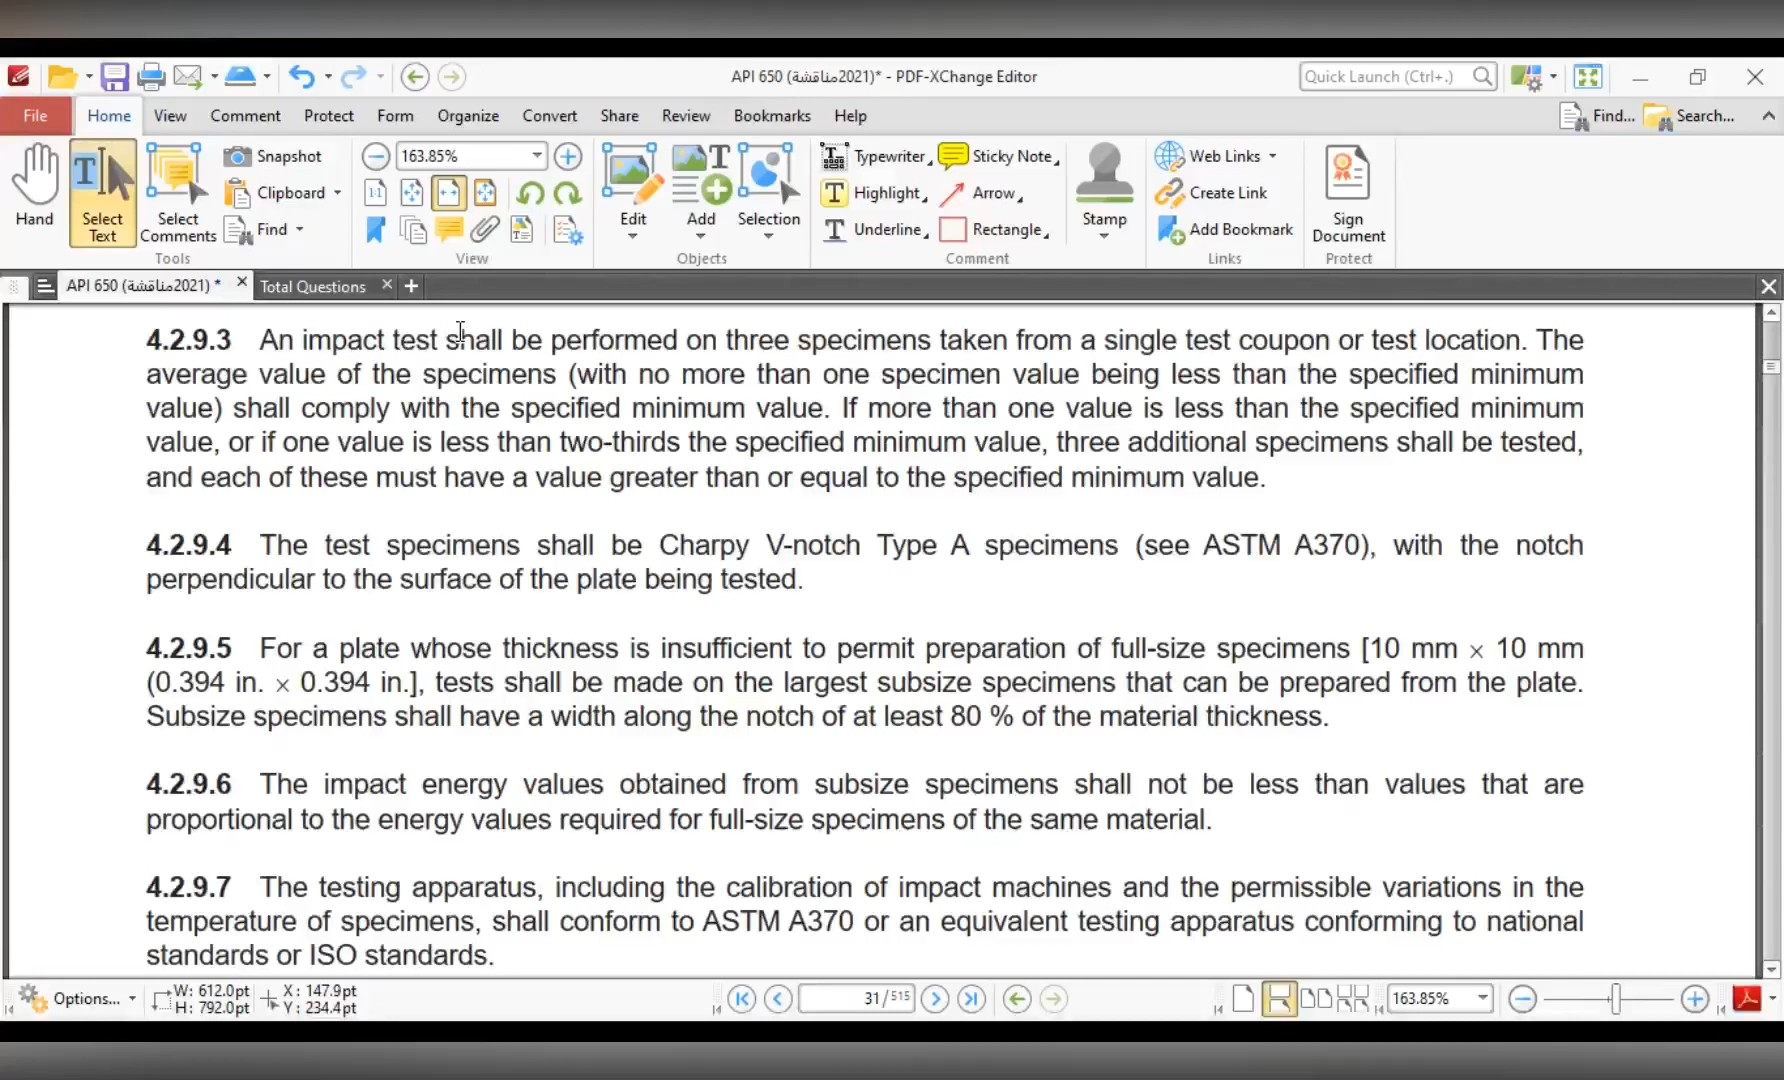 API 650 (مناقشة2021)* - PDF-XChange Editor
Quick Launch (Ctrl+.)
File Home View Comment Protect Form Organize Convert Share Review Bookmarks Help Find... Search...
Hand
Select Text
Select Comments
Snapshot
Clipboard
Find
Tools
163.85%
1:1
View
Edit
Add
Selection
Objects
Typewriter
Sticky Note
Highlight
Arrow
Underline
Rectangle
Comment
Stamp
Web Links
Create Link
Add Bookmark
Links
Sign Document
Protect
API 650 (مناقشة2021) *
Total Questions
4.2.9.3 An impact test shall be performed on three specimens taken from a single test coupon or test location. The
average value of the specimens (with no more than one specimen value being less than the specified minimum
value) shall comply with the specified minimum value. If more than one value is less than the specified minimum
value, or if one value is less than two-thirds the specified minimum value, three additional specimens shall be tested,
and each of these must have a value greater than or equal to the specified minimum value.
4.2.9.4 The test specimens shall be Charpy V-notch Type A specimens (see ASTM A370), with the notch
perpendicular to the surface of the plate being tested.
4.2.9.5 For a plate whose thickness is insufficient to permit preparation of full-size specimens [10 mm × 10 mm
(0.394 in. × 0.394 in.], tests shall be made on the largest subsize specimens that can be prepared from the plate.
Subsize specimens shall have a width along the notch of at least 80 % of the material thickness.
4.2.9.6 The impact energy values obtained from subsize specimens shall not be less than values that are
proportional to the energy values required for full-size specimens of the same material.
4.2.9.7 The testing apparatus, including the calibration of impact machines and the permissible variations in the
temperature of specimens, shall conform to ASTM A370 or an equivalent testing apparatus conforming to national
standards or ISO standards.
Options...
W: 612.0pt
H: 792.0pt
X: 147.9pt
Y: 234.4pt
31/515
163.85%